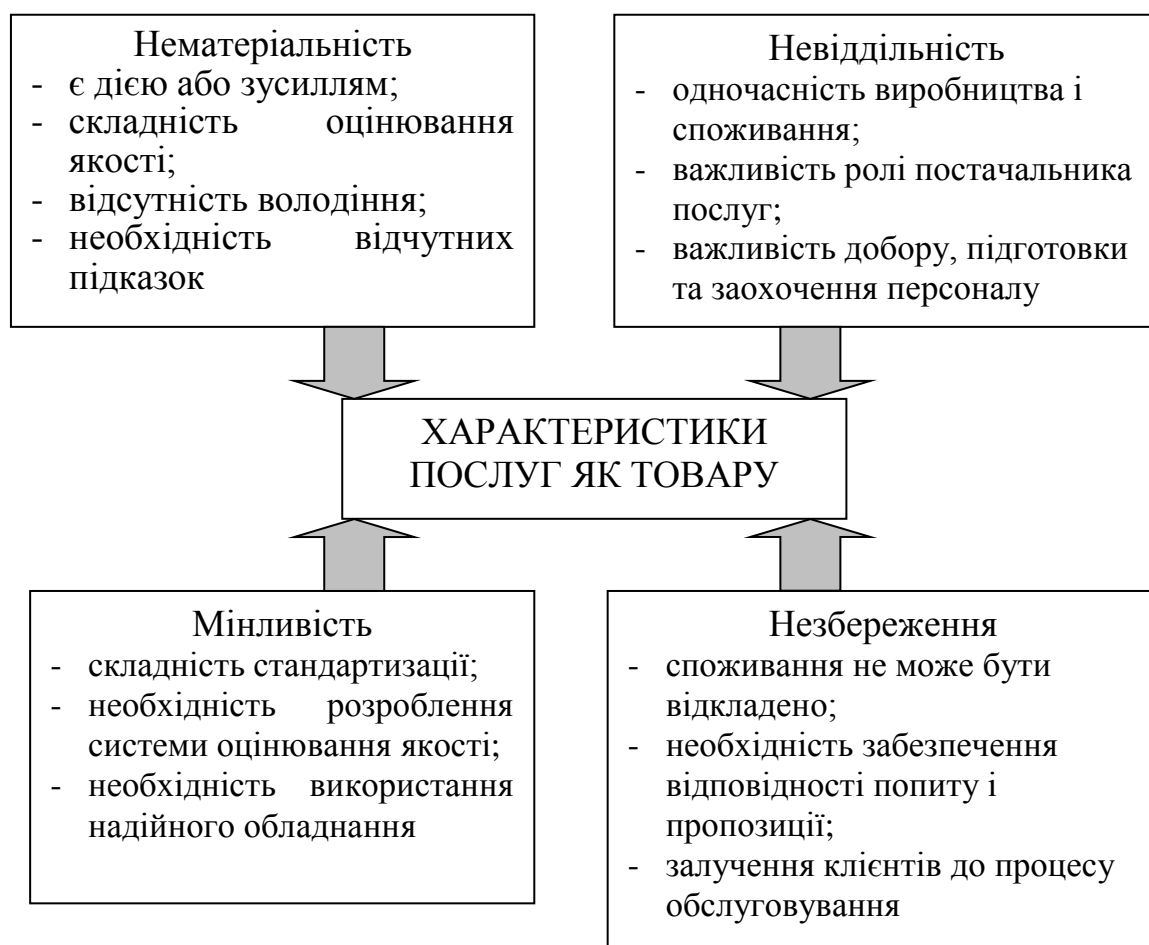 Нематеріальність
- є дією або зусиллям;
- складність оцінювання
якості;
- відсутність володіння;
- необхідність відчутних
підказок
Невіддільність
- одночасність виробництва і
споживання;
- важливість ролі постачальника
послуг;
- важливість добору, підготовки
та заохочення персоналу
ХАРАКТЕРИСТИКИ
ПОСЛУГ ЯК ТОВАРУ
Мінливість
- складність стандартизації;
- необхідність розроблення
системи оцінювання якості;
- необхідність використання
надійного обладнання
Незбереження
- споживання не може бути
відкладено;
- необхідність забезпечення
відповідності попиту і
пропозиції;
- залучення клієнтів до процесу
обслуговування